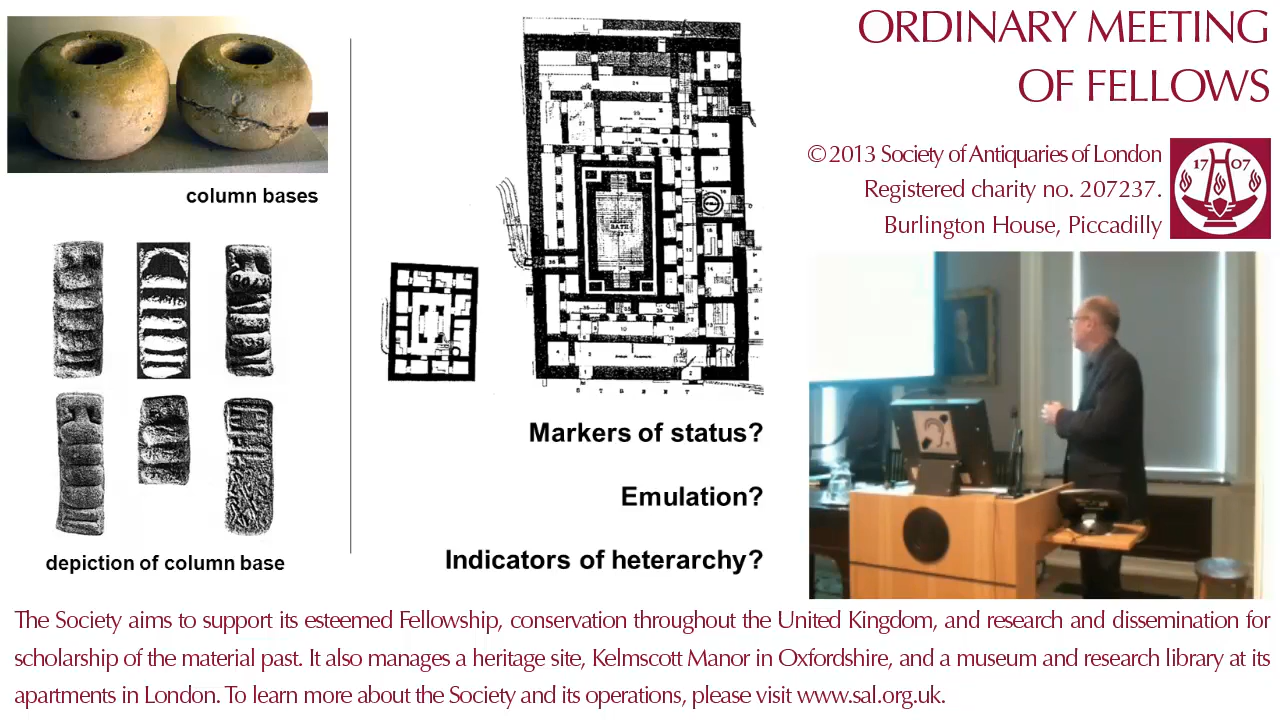 column bases
depiction of column base
BATH
STREET
Markers of status?
Emulation?
Indicators of heterarchy?
ORDINARY MEETING
OF FELLOWS
© 2013 Society of Antiquaries of London
Registered charity no. 207237.
Burlington House, Piccadilly
17 07
The Society aims to support its esteemed Fellowship, conservation throughout the United Kingdom, and research and dissemination for
scholarship of the material past. It also manages a heritage site, Kelmscott Manor in Oxfordshire, and a museum and research library at its
apartments in London. To learn more about the Society and its operations, please visit www.sal.org.uk.